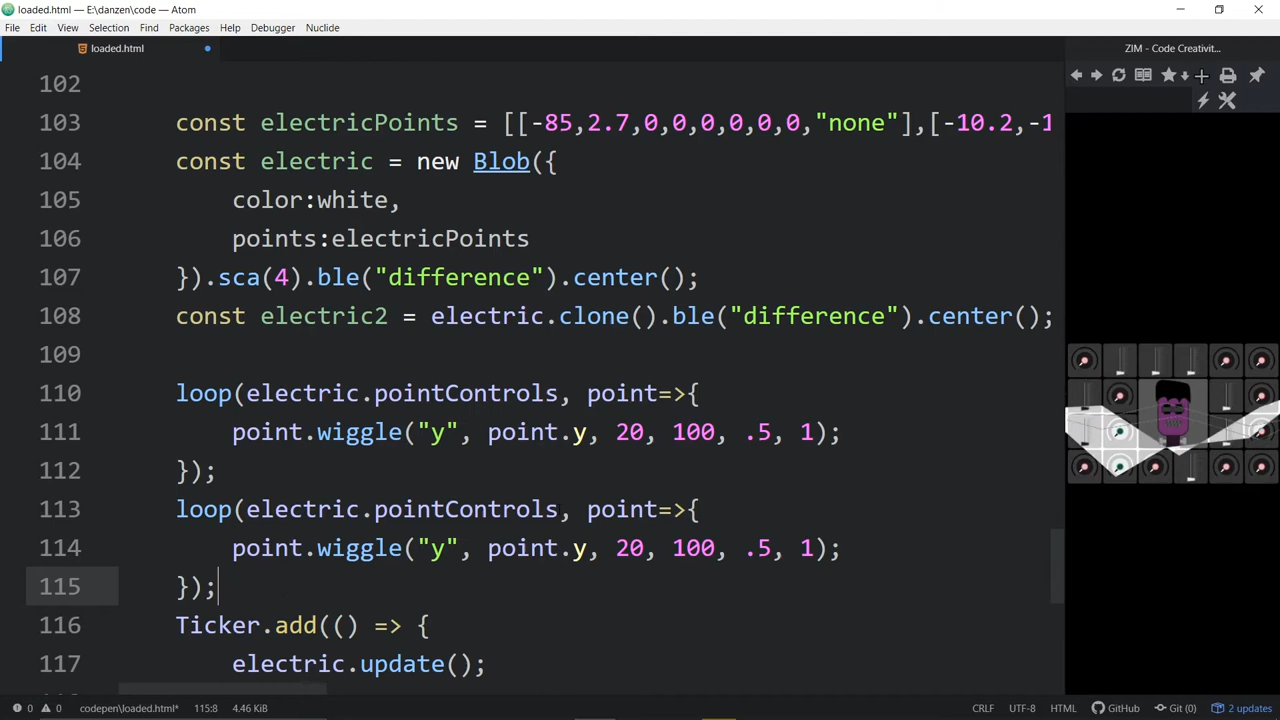 loaded.html — E:\danzen\code — Atom
File Edit View Selection Find Packages Help Debugger Nuclide
loaded.html
ZIM - Code Creativit...
102
103 const electricPoints = [[-85,2.7,0,0,0,0,0,0,"none"],[-10.2,-1
104 const electric = new Blob({
105 color:white,
106 points:electricPoints
107 }).sca(4).ble("difference").center();
108 const electric2 = electric.clone().ble("difference").center();
109
110 loop(electric.pointControls, point=>{
111 point.wiggle("y", point.y, 20, 100, .5, 1);
112 });
113 loop(electric.pointControls, point=>{
114 point.wiggle("y", point.y, 20, 100, .5, 1);
115 });
116 Ticker.add(() => {
117 electric.update();
0 0 codepen\loaded.html* 115:8 4.46 KiB CRLF UTF-8 HTML GitHub Git (0) 2 updates